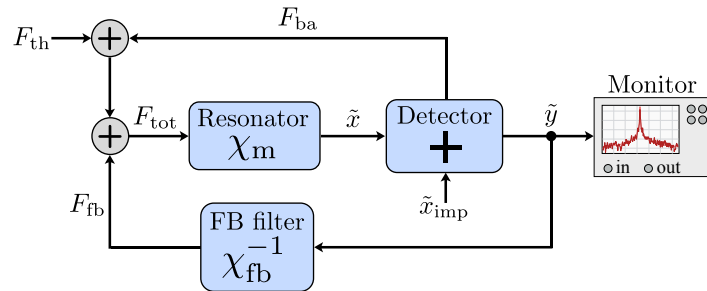 F_ba
F_th
+
Monitor
F_tot
Resonator
χ_m
x̃
Detector
+
ỹ
+
in
out
F_fb
x̃_imp
FB filter
χ_fb^{-1}